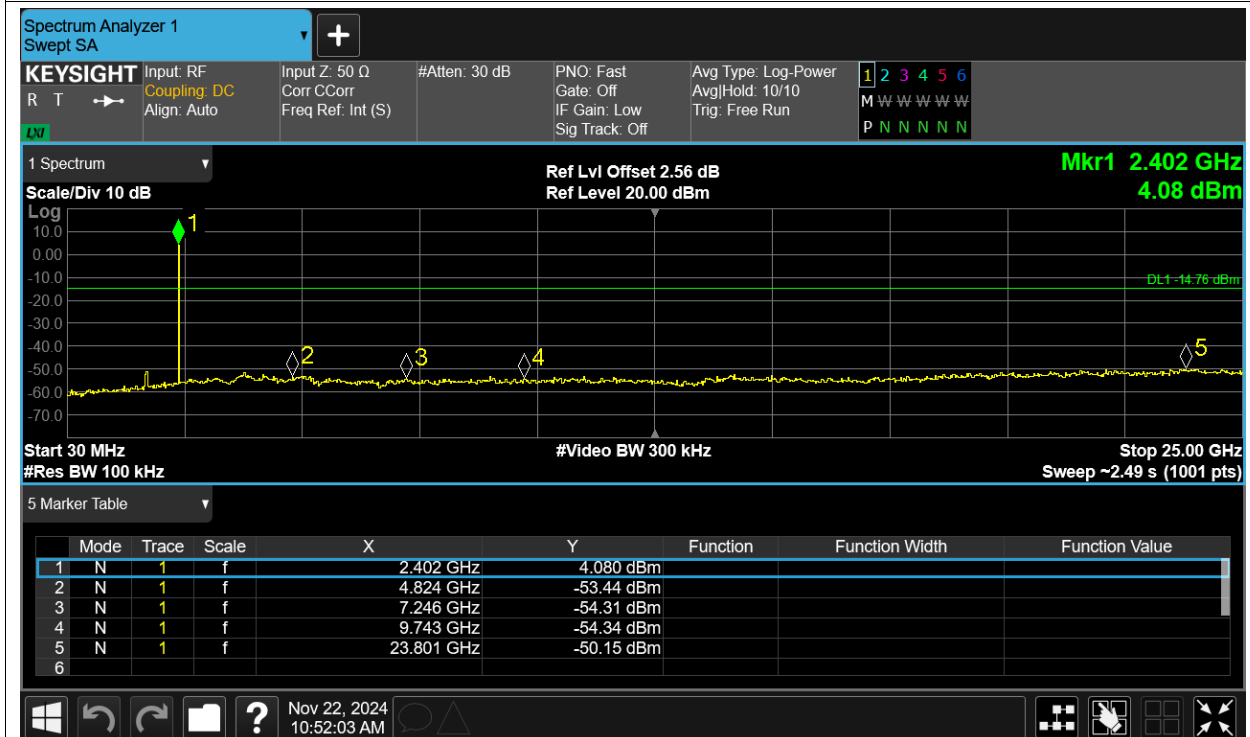 Spectrum Analyzer 1
Swept SA
+
KEYSIGHT Input: RF Input Z: 50 Ω #Atten: 30 dB PNO: Fast Avg Type: Log-Power 1 2 3 4 5 6
R T Coupling: DC Corr CCorr Gate: Off Avg|Hold: 10/10 M W W W W W W
Align: Auto Freq Ref: Int (S) IF Gain: Low Trig: Free Run P N N N N N N
LXI Sig Track: Off
1 Spectrum Ref Lvl Offset 2.56 dB Mkr1 2.402 GHz
Scale/Div 10 dB Ref Level 20.00 dBm 4.08 dBm
Log
1
10.0
0.00
-10.0 DL1 -14.76 dBm
-20.0
-30.0
-40.0 2 3 4 5
-50.0
-60.0
-70.0
Start 30 MHz #Video BW 300 kHz Stop 25.00 GHz
#Res BW 100 kHz Sweep ~2.49 s (1001 pts)
5 Marker Table
Mode Trace Scale X Y Function Function Width Function Value
1 N 1 f 2.402 GHz 4.080 dBm
2 N 1 f 4.824 GHz -53.44 dBm
3 N 1 f 7.246 GHz -54.31 dBm
4 N 1 f 9.743 GHz -54.34 dBm
5 N 1 f 23.801 GHz -50.15 dBm
6
? Nov 22, 2024
10:52:03 AM